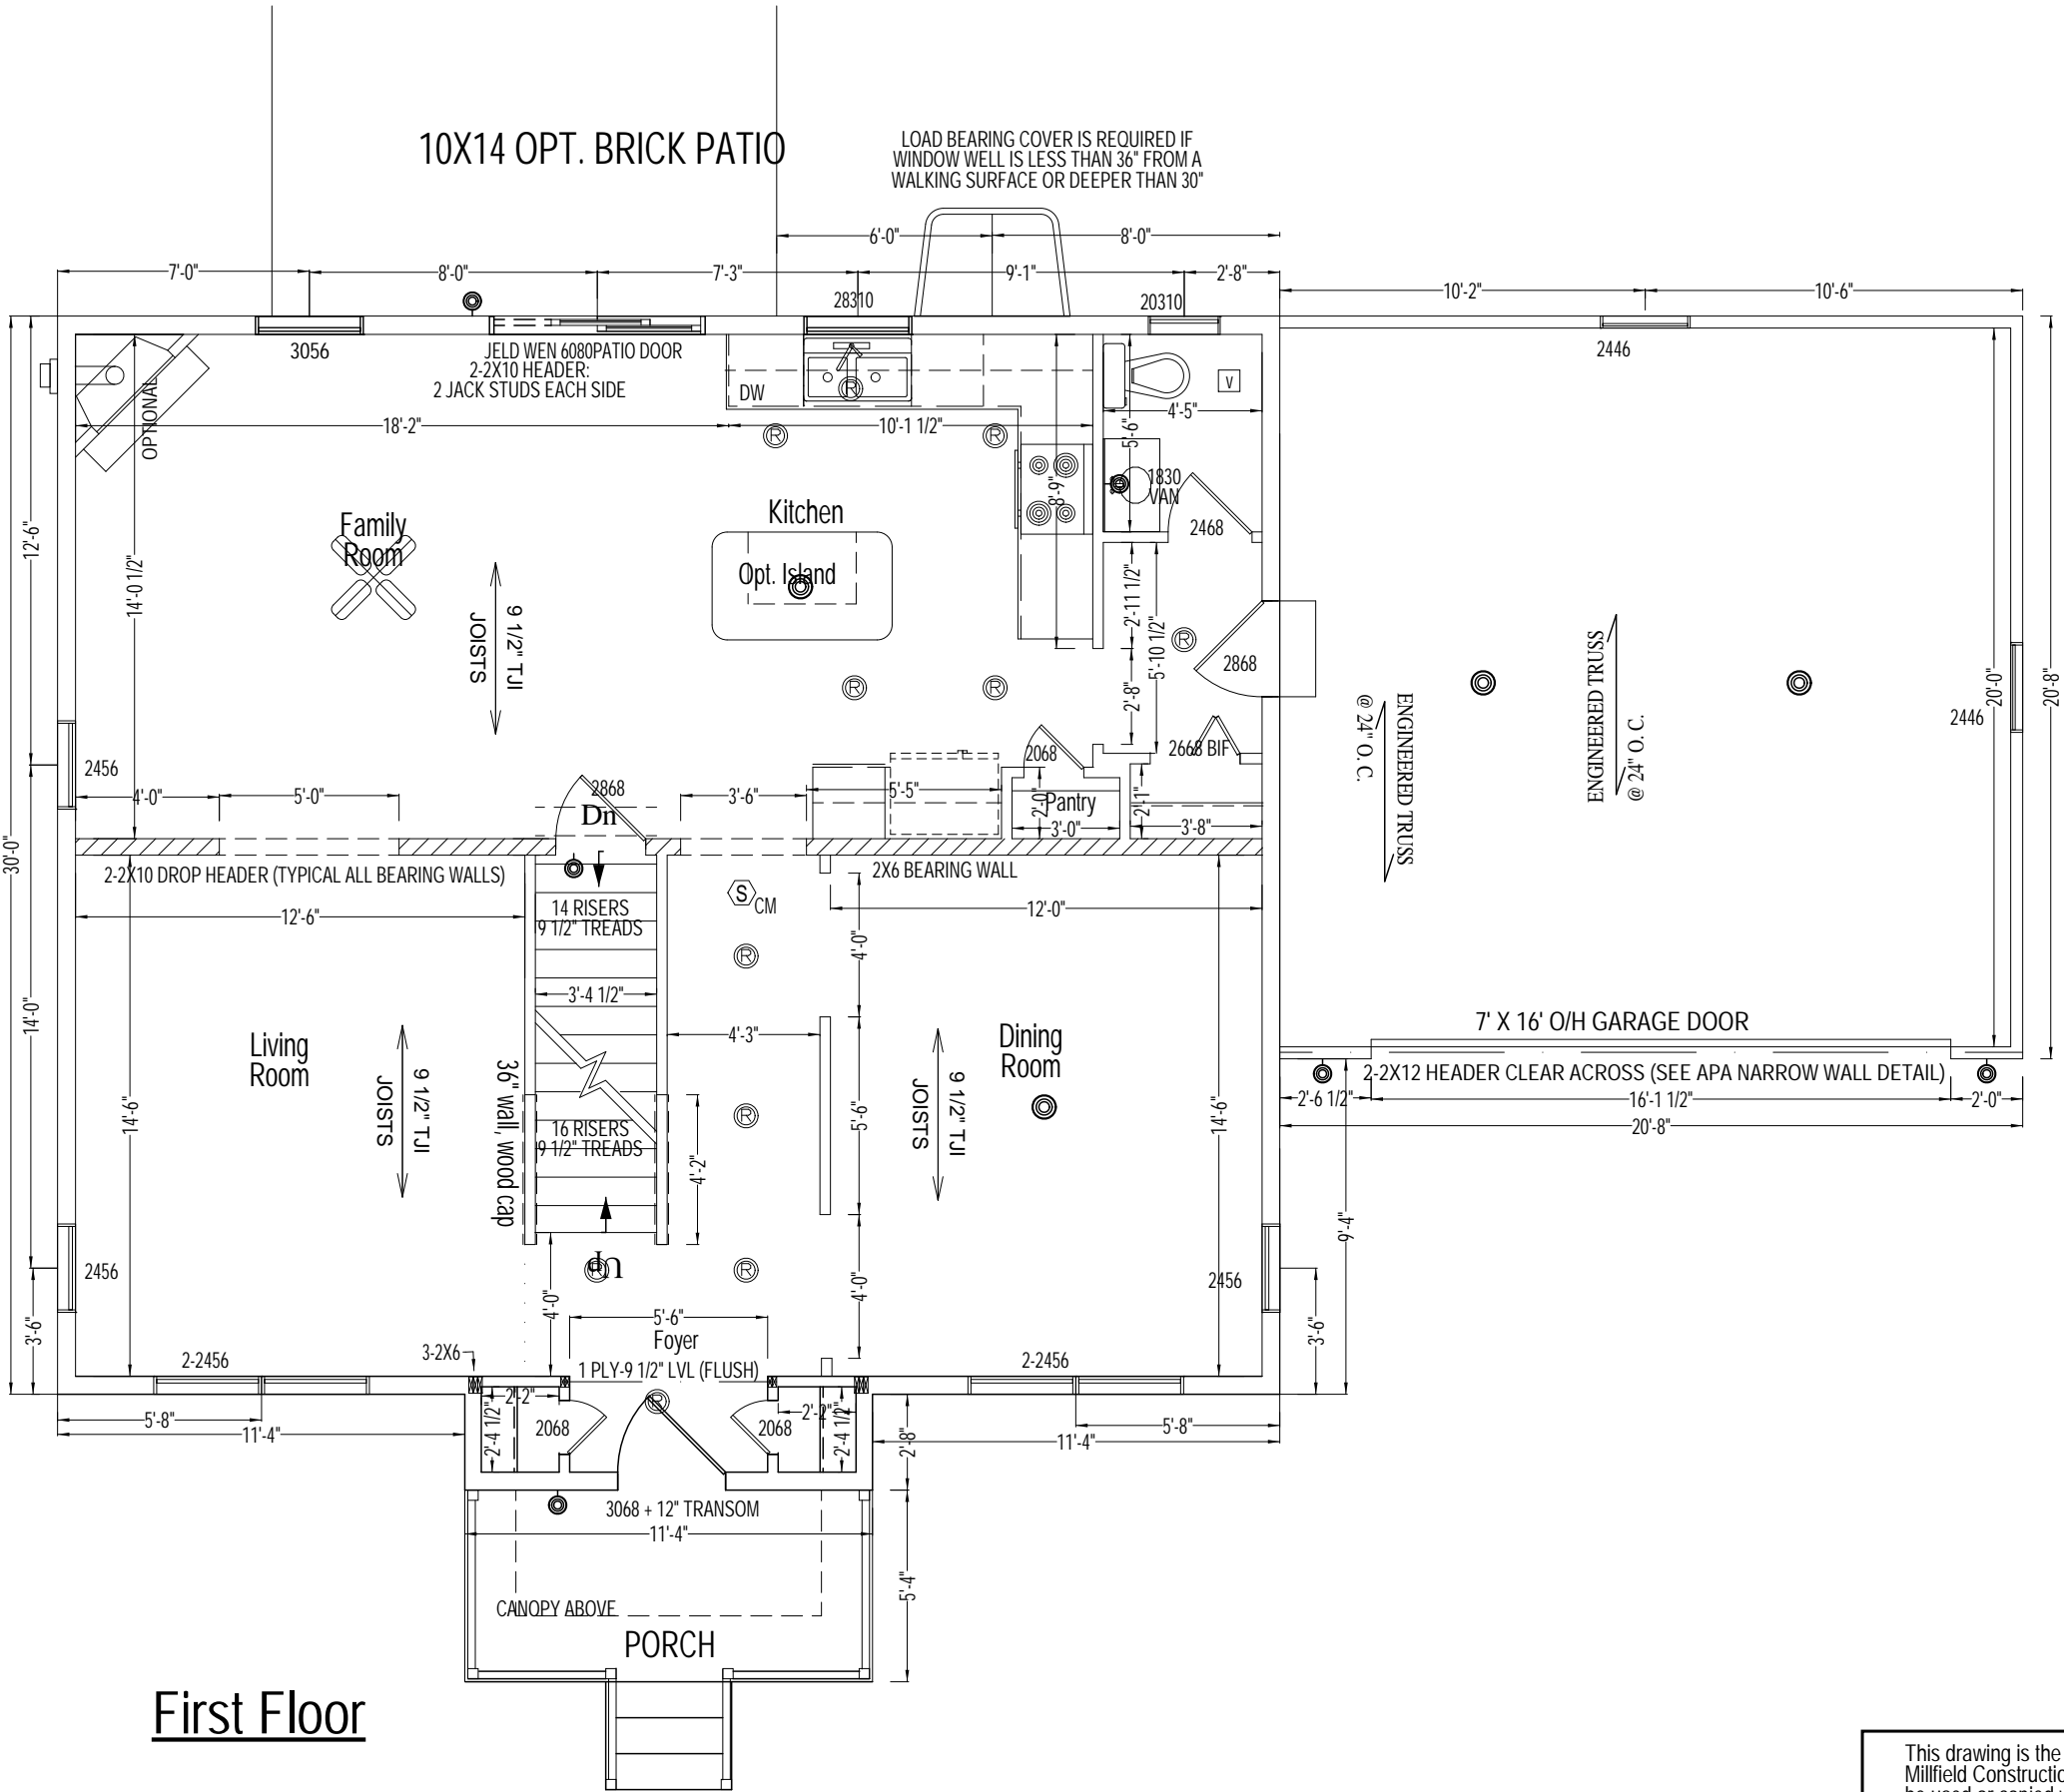 10X14 OPT. BRICK PATIO
LOAD BEARING COVER IS REQUIRED IF
WINDOW WELL IS LESS THAN 36" FROM A
WALKING SURFACE OR DEEPER THAN 30"
6'-0"
8'-0"
7'-0"
8'-0"
7'-3"
9'-1"
2'-8"
10'-2"
10'-6"
28310
20310
3056
JELD WEN 6080PATIO DOOR
2-2X10 HEADER:
2 JACK STUDS EACH SIDE
2446
OPTIONAL
DW
V
4'-5"
18'-2"
10'-1 1/2"
5'-6"
8'-9"
1830
VAN
2468
12'-6"
14'-0 1/2"
Family
Room
Kitchen
Opt. Island
9 1/2" TJI
JOISTS
2'-11 1/2"
5'-10 1/2"
2'-8"
2868
ENGINEERED TRUSS
@ 24" O. C.
ENGINEERED TRUSS
@ 24" O. C.
2446
20'-0"
20'-8"
R
R
R
R
R
R
2456
4'-0"
5'-0"
2868
Dn
3'-6"
5'-5"
2068
2668 BIF
2'-0"
Pantry
3'-0"
2'-1"
3'-8"
30'-0"
2-2X10 DROP HEADER (TYPICAL ALL BEARING WALLS)
2X6 BEARING WALL
12'-6"
14 RISERS
9 1/2" TREADS
S
CM
12'-0"
R
4'-0"
14'-0"
3'-4 1/2"
4'-3"
Living
Room
Dining
Room
7' X 16' O/H GARAGE DOOR
2-2X12 HEADER CLEAR ACROSS (SEE APA NARROW WALL DETAIL)
2'-6 1/2"
16'-1 1/2"
2'-0"
20'-8"
14'-6"
9 1/2" TJI
JOISTS
36" wall, wood cap
16 RISERS
9 1/2" TREADS
4'-2"
R
5'-6"
9 1/2" TJI
JOISTS
14'-6"
9'-4"
2456
Up
R
R
4'-0"
4'-0"
2456
3'-6"
3'-6"
5'-6"
Foyer
1 PLY-9 1/2" LVL (FLUSH)
2-2456
3-2X6
2-2456
R
2'-2"
2'-4 1/2"
2068
2068
2'-2"
2'-4 1/2"
5'-8"
11'-4"
5'-8"
11'-4"
2'-8"
3068 + 12" TRANSOM
11'-4"
5'-4"
CANOPY ABOVE
PORCH
First Floor
This drawing is the